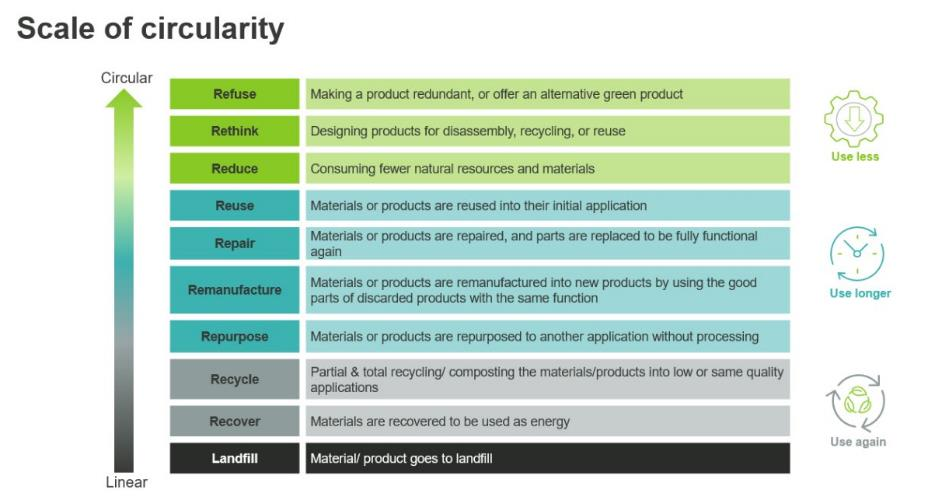 Scale of circularity
Circular
Refuse
Making a product redundant, or offer an alternative green product
Rethink
Designing products for disassembly, recycling, or reuse
Reduce
Consuming fewer natural resources and materials
Use less
Reuse
Materials or products are reused into their initial application
Repair
Materials or products are repaired, and parts are replaced to be fully functional
again
Remanufacture
Materials or products are remanufactured into new products by using the good
parts of discarded products with the same function
Use longer
Repurpose
Materials or products are repurposed to another application without processing
Recycle
Partial & total recycling/ composting the materials/products into low or same quality
applications
Recover
Materials are recovered to be used as energy
Use again
Landfill
Material/ product goes to landfill
Linear